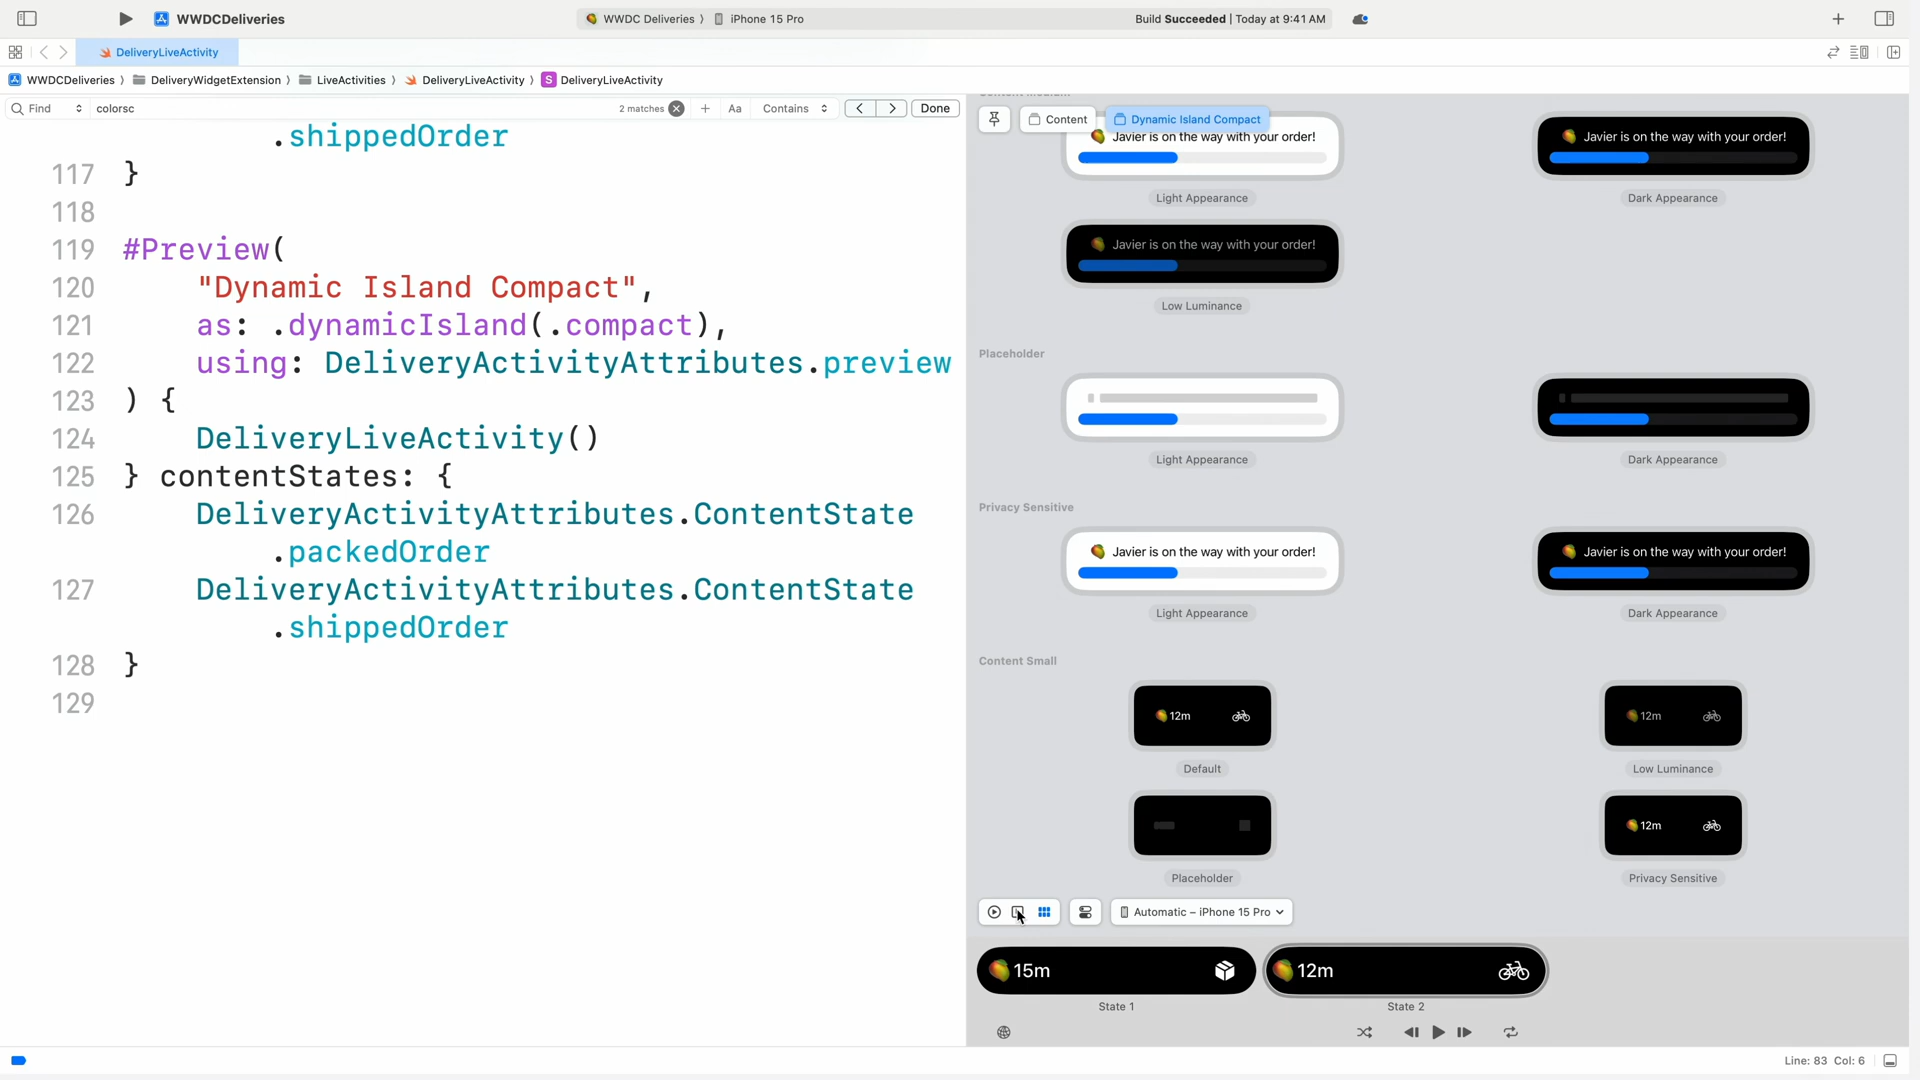 WWDCDeliveries
WWDC Deliveries 〉 iPhone 15 Pro
Build Succeeded | Today at 9:41 AM
DeliveryLiveActivity
WWDCDeliveries 〉 DeliveryWidgetExtension 〉 LiveActivities 〉 DeliveryLiveActivity 〉 S DeliveryLiveActivity
Find colorsc 2 matches Aa Contains Done
.shippedOrder
117 }
118
119 #Preview(
120 "Dynamic Island Compact",
121 as: .dynamicIsland(.compact),
122 using: DeliveryActivityAttributes.preview
123 ) {
124 DeliveryLiveActivity()
125 } contentStates: {
126 DeliveryActivityAttributes.ContentState
.packedOrder
127 DeliveryActivityAttributes.ContentState
.shippedOrder
128 }
129
Content Medium
Content Dynamic Island Compact
Javier is on the way with your order! Javier is on the way with your order!
Light Appearance Dark Appearance
Javier is on the way with your order!
Low Luminance
Placeholder
Light Appearance Dark Appearance
Privacy Sensitive
Javier is on the way with your order! Javier is on the way with your order!
Light Appearance Dark Appearance
Content Small
12m 12m
Default Low Luminance
12m
Placeholder Privacy Sensitive
Automatic – iPhone 15 Pro
15m 12m
State 1 State 2
Line: 83 Col: 6